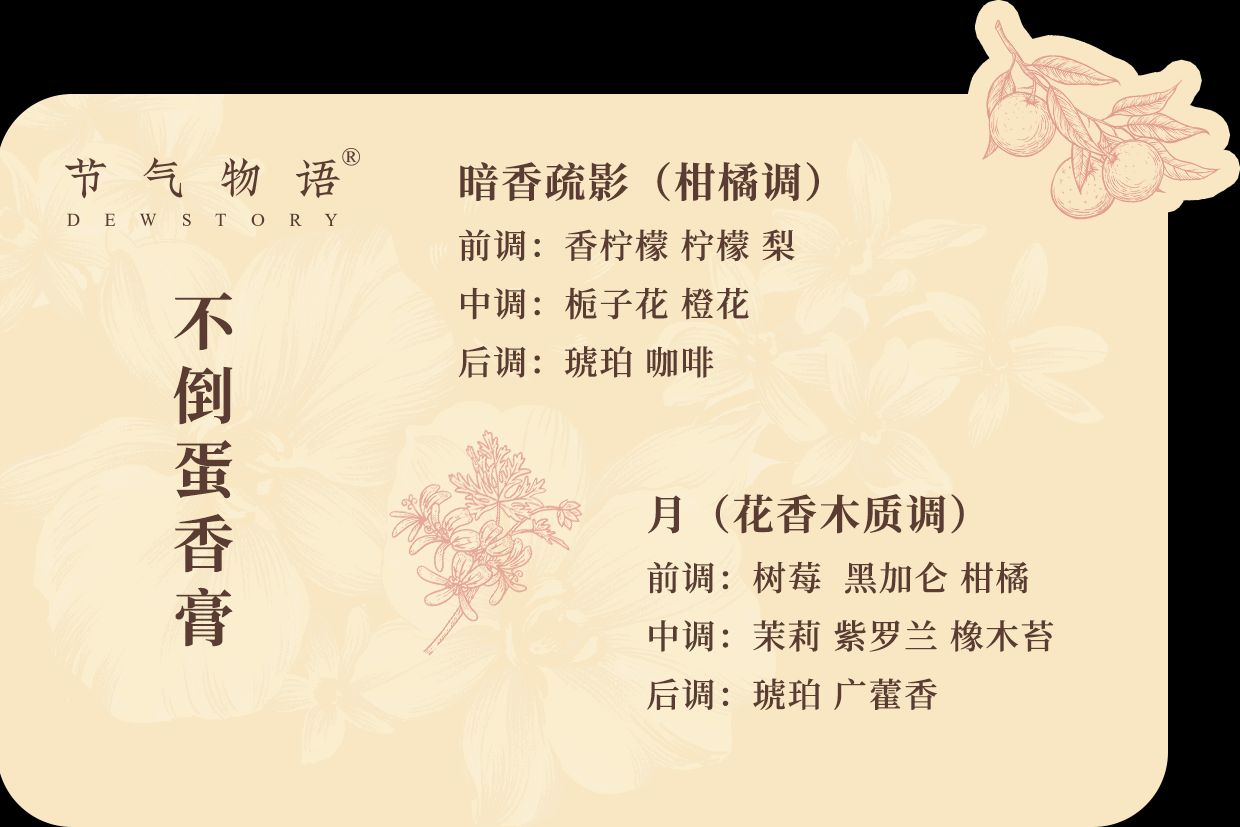 节气物语®
DEWSTORY
不倒蛋香膏
暗香疏影（柑橘调）
前调：香柠檬 柠檬 梨
中调：栀子花 橙花
后调：琥珀 咖啡
月（花香木质调）
前调：树莓 黑加仑 柑橘
中调：茉莉 紫罗兰 橡木苔
后调：琥珀 广藿香